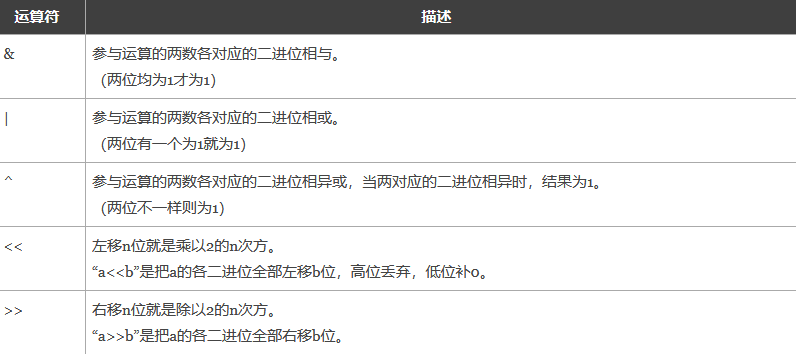 运算符 描述
& 参与运算的两数各对应的二进位相与。
（两位均为1才为1）
| 参与运算的两数各对应的二进位相或。
（两位有一个为1就为1）
^ 参与运算的两数各对应的二进位相异或，当两对应的二进位相异时，结果为1。
（两位不一样则为1）
<< 左移n位就是乘以2的n次方。
“a<<b”是把a的各二进位全部左移b位，高位丢弃，低位补0。
>> 右移n位就是除以2的n次方。
“a>>b”是把a的各二进位全部右移b位。